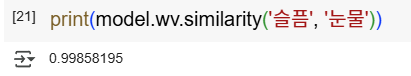 [21] print(model.wv.similarity('슬픔', '눈물'))
0.99858195